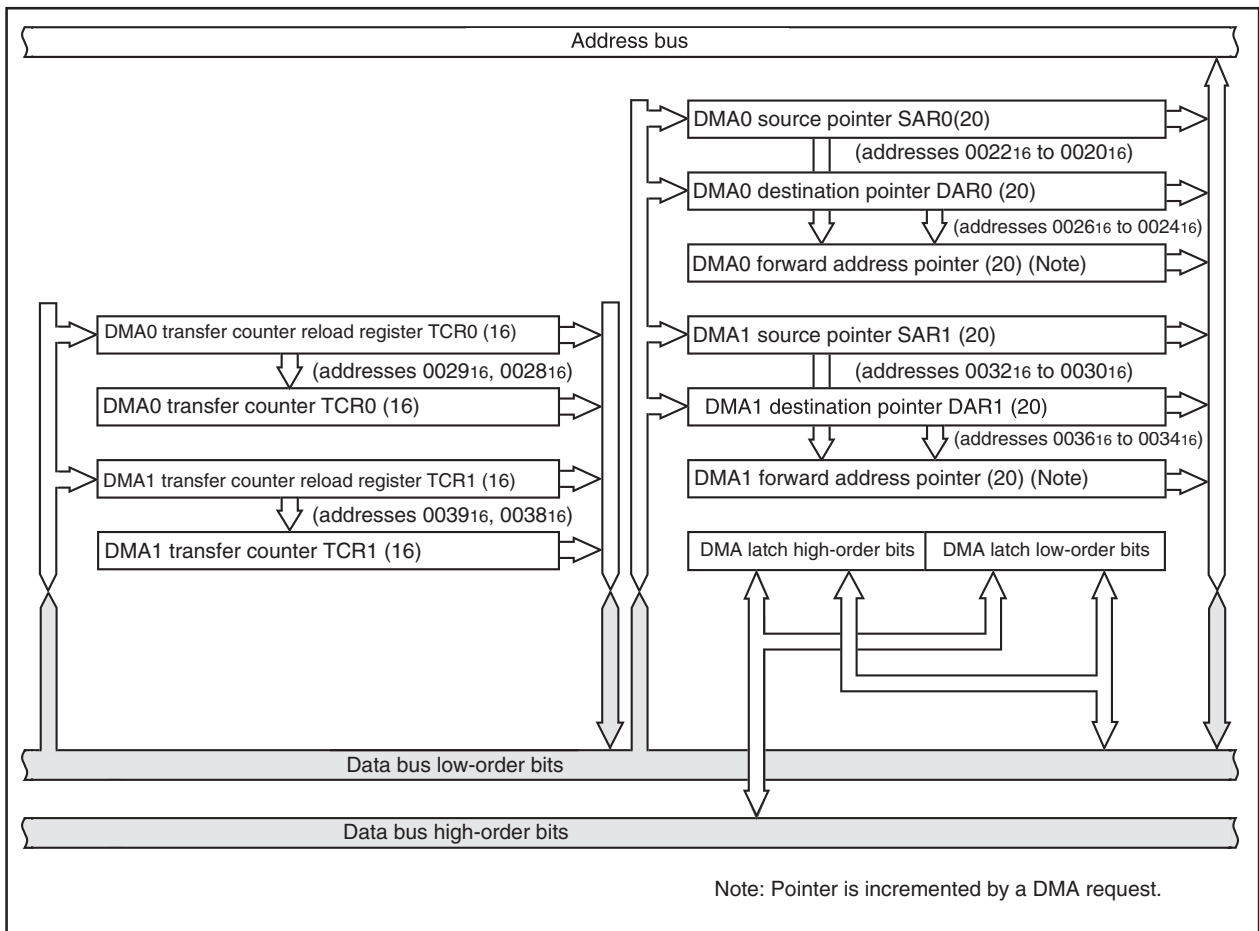 Address bus
DMA0 source pointer SAR0(20)
(addresses 002216 to 002016)
DMA0 destination pointer DAR0 (20)
(addresses 002616 to 002416)
DMA0 forward address pointer (20) (Note)
DMA0 transfer counter reload register TCR0 (16)
(addresses 002916, 002816)
DMA0 transfer counter TCR0 (16)
DMA1 transfer counter reload register TCR1 (16)
(addresses 003916, 003816)
DMA1 transfer counter TCR1 (16)
DMA1 source pointer SAR1 (20)
(addresses 003216 to 003016)
DMA1 destination pointer DAR1 (20)
(addresses 003616 to 003416)
DMA1 forward address pointer (20) (Note)
DMA latch high-order bits
DMA latch low-order bits
Data bus low-order bits
Data bus high-order bits
Note: Pointer is incremented by a DMA request.